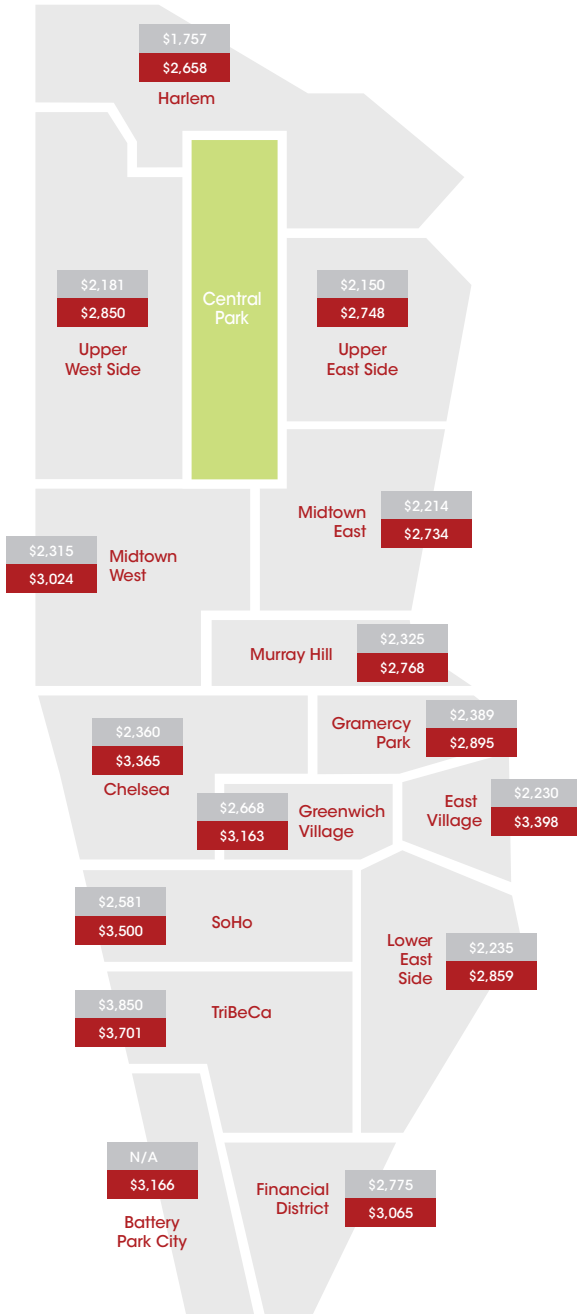 $1,757
$2,658
Harlem
$2,181
$2,850
Upper
West Side
Central
Park
$2,150
$2,748
Upper
East Side
Midtown
East
$2,214
$2,734
$2,315
$3,024
Midtown
West
Murray Hill
$2,325
$2,768
$2,360
$3,365
Chelsea
Gramercy
Park
$2,389
$2,895
$2,668
$3,163
Greenwich
Village
East
Village
$2,230
$3,398
$2,581
$3,500
SoHo
Lower
East
Side
$2,235
$2,859
$3,850
$3,701
TriBeCa
N/A
$3,166
Battery
Park City
Financial
District
$2,775
$3,065